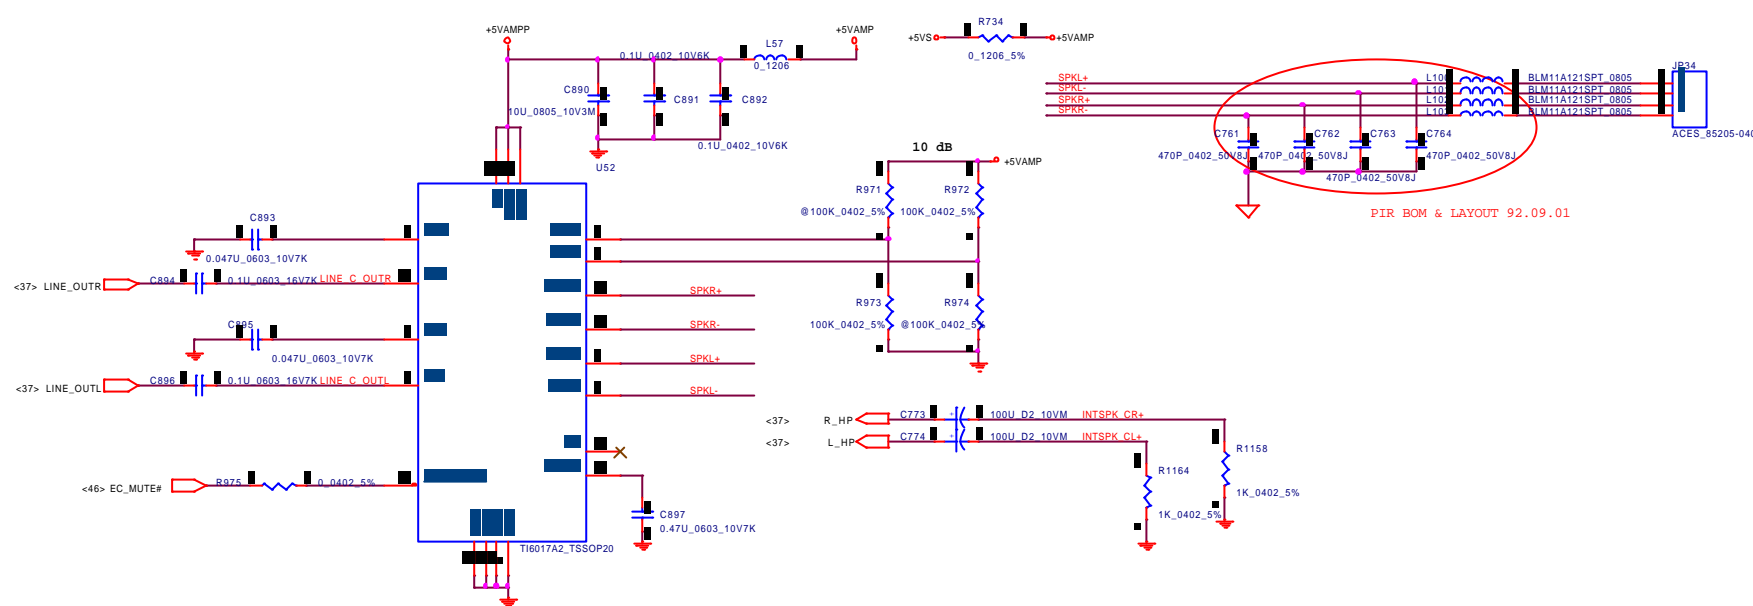 +5VAMPP
0.1U_0402_10V6K
L57
0_1206
+5VAMP
+5VS
R734
+5VAMP
0_1206_5%
C890
C891
C892
10U_0805_10V3M
0.1U_0402_10V6K
U52
SPKL+
SPKL-
SPKR+
SPKR-
BLM11A121SPT_0805
BLM11A121SPT_0805
BLM11A121SPT_0805
BLM11A121SPT_0805
JP34
C761
C762
C763
C764
470P_0402_50V8J
470P_0402_50V8J
470P_0402_50V8J
470P_0402_50V8J
PIR BOM & LAYOUT 92.09.01
10 dB
+5VAMP
R971
R972
@100K_0402_5%
100K_0402_5%
R973
R974
100K_0402_5%
@100K_0402_5%
C893
0.047U_0603_10V7K
<37> LINE_OUTR
C894
0.1U_0603_16V7K
LINE_C_OUTR
C895
0.047U_0603_10V7K
<37> LINE_OUTL
C896
0.1U_0603_16V7K
LINE_C_OUTL
<46> EC_MUTE#
R975
0_0402_5%
SPKR+
SPKR-
SPKL+
SPKL-
C897
0.47U_0603_10V7K
TI6017A2_TSSOP20
<37>
R_HP
C773
100U_D2_10VM
INTSPK_CR+
<37>
L_HP
C774
100U_D2_10VM
INTSPK_CL+
R1158
1K_0402_5%
R1164
1K_0402_5%